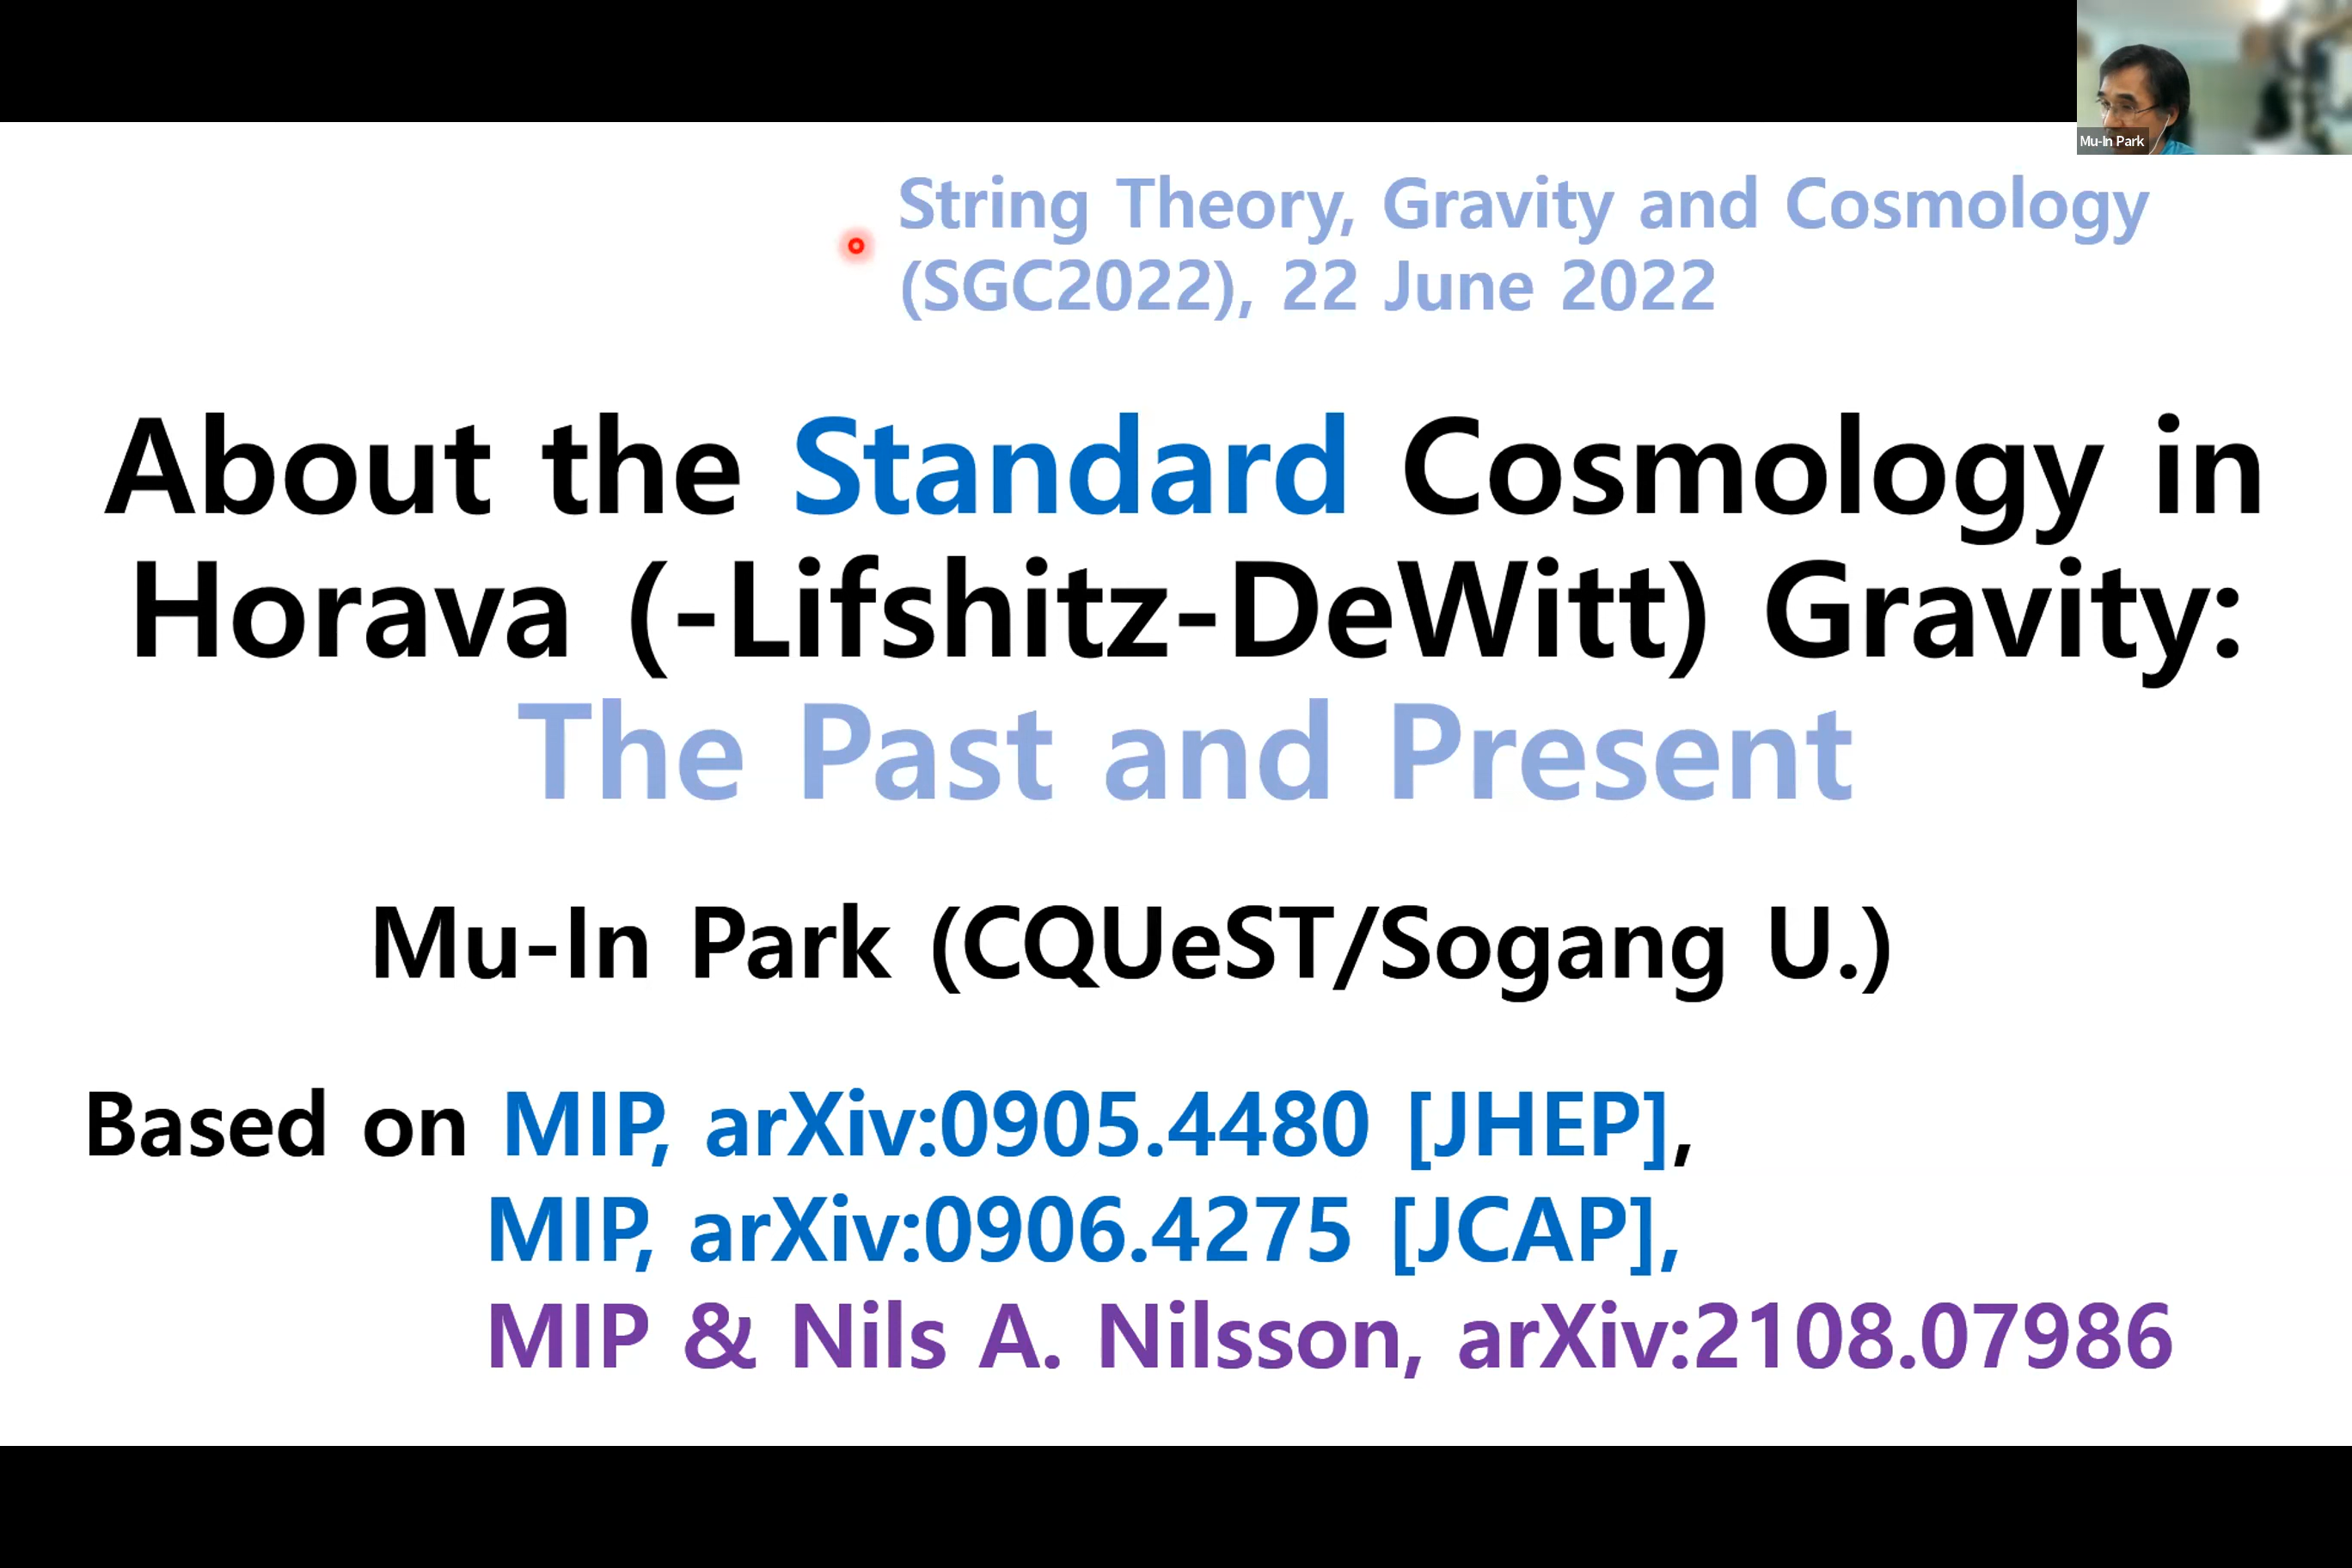 Mu-In Park
String Theory, Gravity and Cosmology
(SGC2022), 22 June 2022
About the Standard Cosmology in
Horava (-Lifshitz-DeWitt) Gravity:
The Past and Present
Mu-In Park (CQUeST/Sogang U.)
Based on MIP, arXiv:0905.4480 [JHEP],
MIP, arXiv:0906.4275 [JCAP],
MIP & Nils A. Nilsson, arXiv:2108.07986